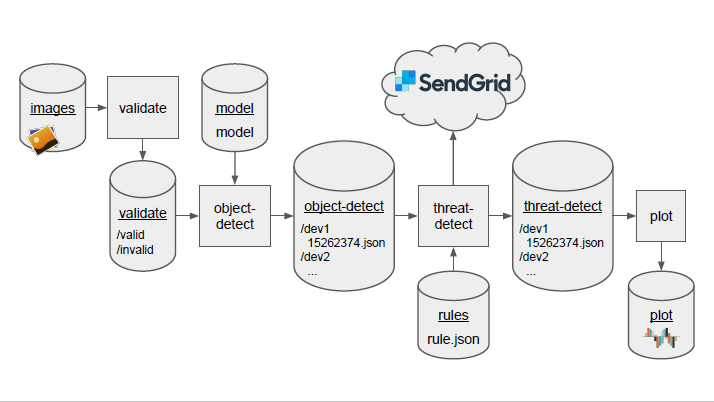 SendGrid
images
validate
model
model
validate
/valid
/invalid
object-
detect
object-detect
/dev1
15262374.json
/dev2
...
threat-
detect
threat-detect
/dev1
15262374.json
/dev2
...
plot
rules
rule.json
plot